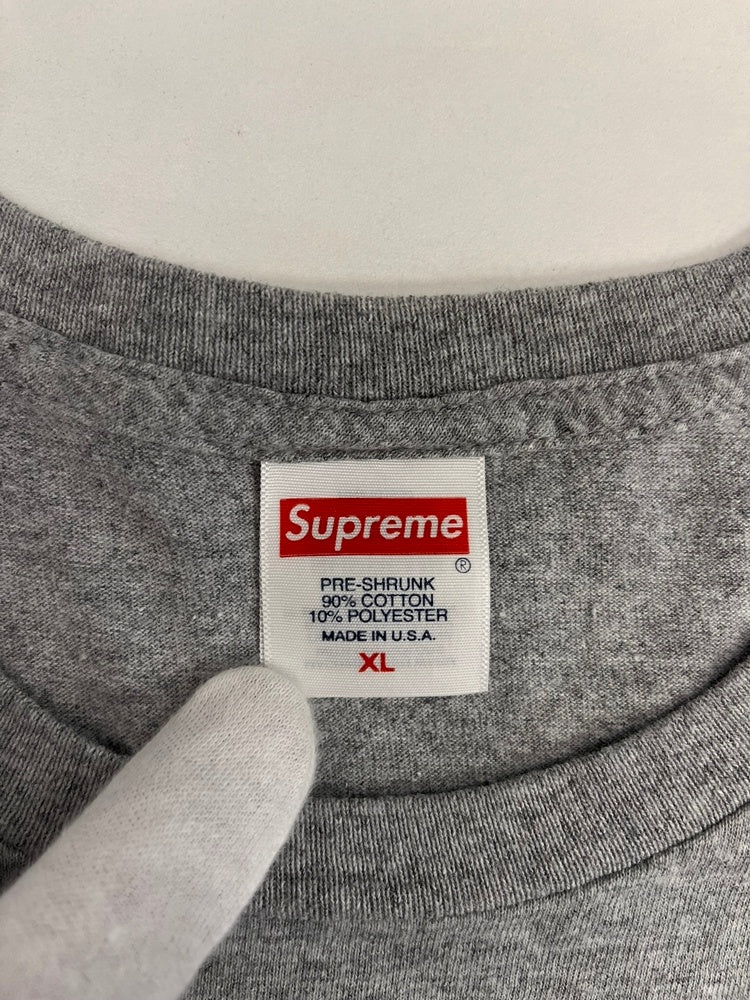 Supreme
®
PRE-SHRUNK
90% COTTON
10% POLYESTER
MADE IN U.S.A.
XL